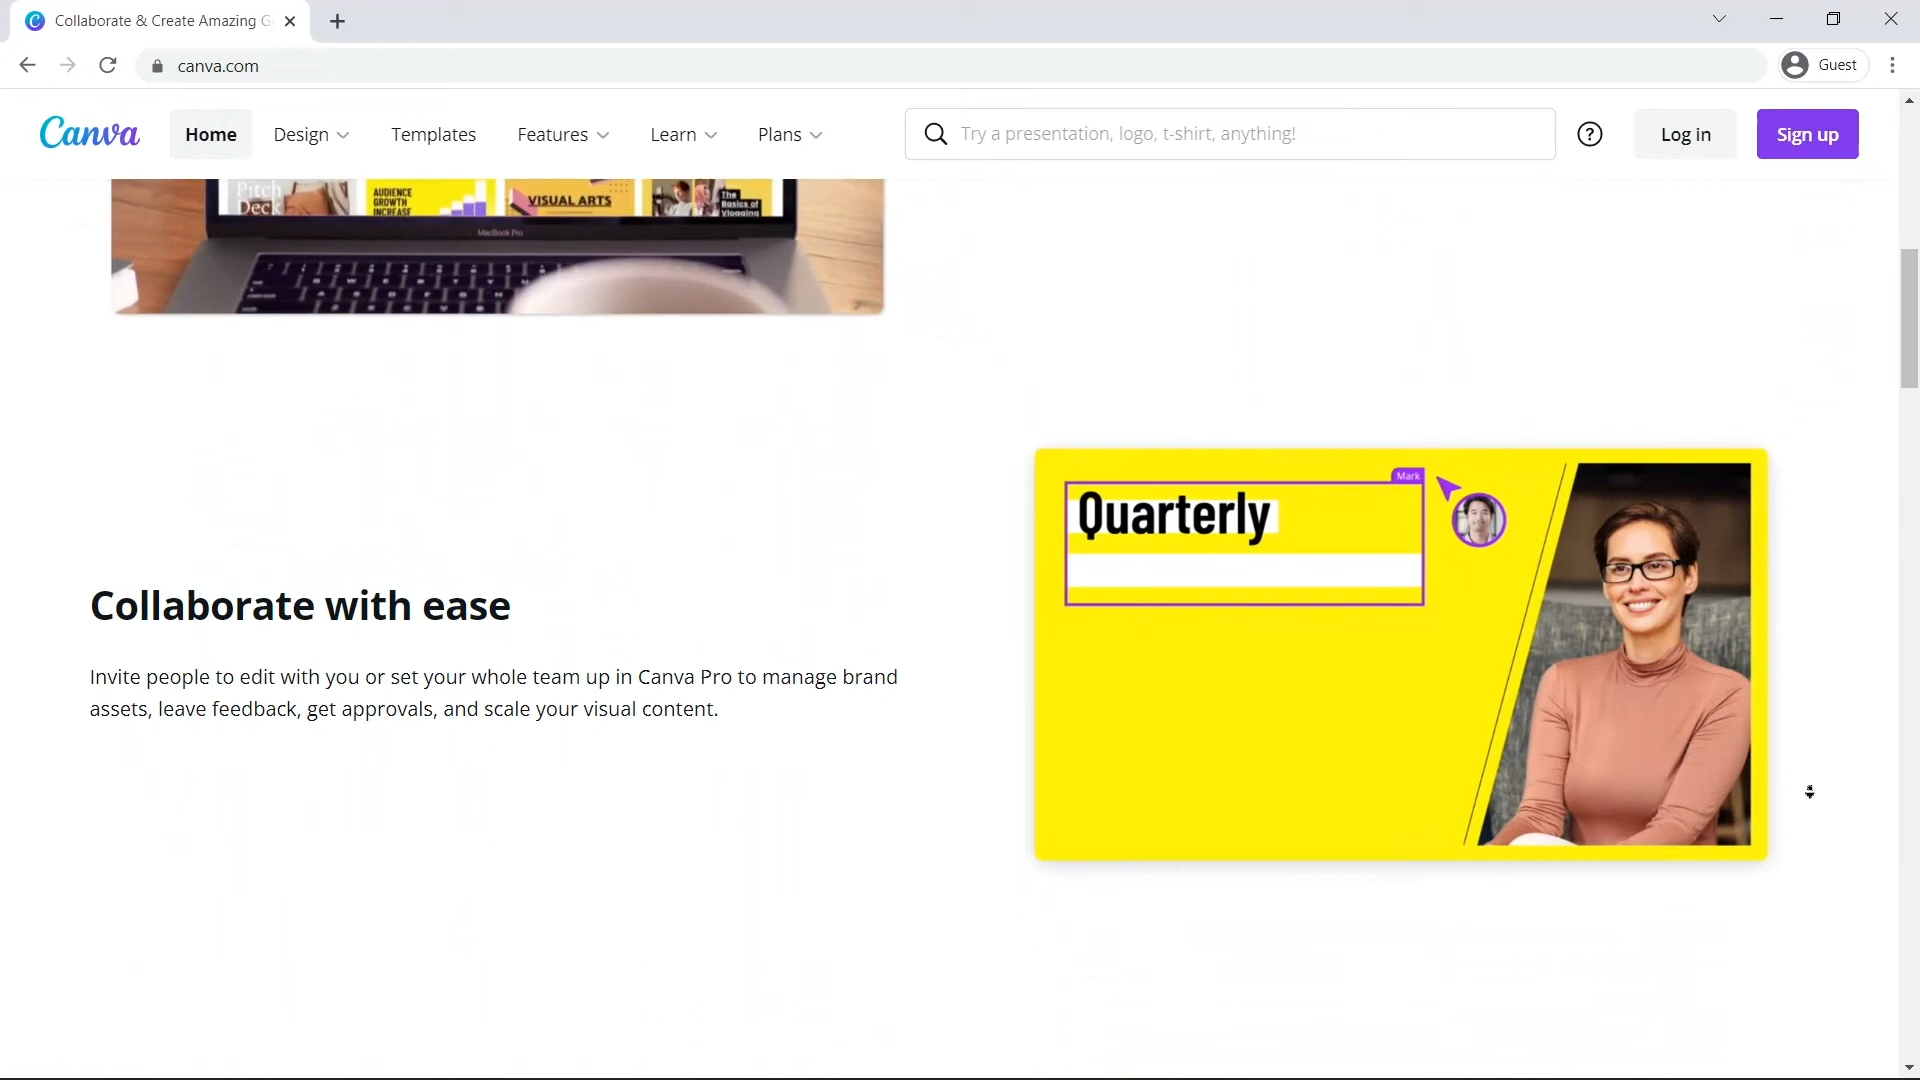 Collaborate & Create Amazing G
canva.com
Guest
Canva
Home
Design
Templates
Features
Learn
Plans
Try a presentation, logo, t-shirt, anything!
Log in
Sign up
Pitch
Deck
AUDIENCE
GROWTH
INCREASE
VISUAL ARTS
The
Basics of
Vlogging
MacBook Pro
Mark
Quarterly
Collaborate with ease
Invite people to edit with you or set your whole team up in Canva Pro to manage brand
assets, leave feedback, get approvals, and scale your visual content.